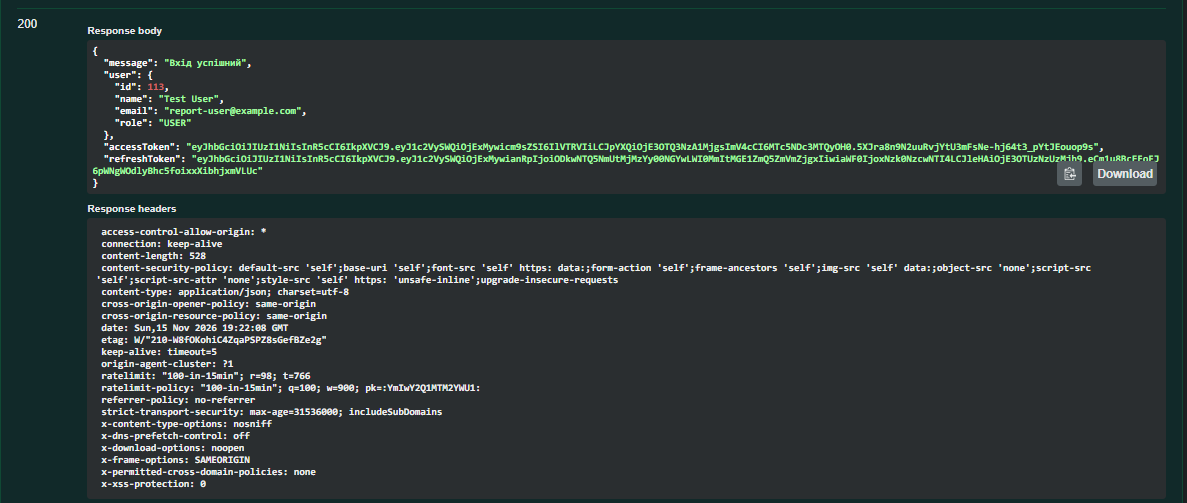 200
Response body
{
"message": "Вхід успішний",
"user": {
"id": 113,
"name": "Test User",
"email": "report-user@example.com",
"role": "USER"
},
"accessToken": "eyJhbGciOiJIUzI1NiIsInR5cCI6IkpXVCJ9.eyJ1c2VySWQiOjExMywicm9sZSI6IlVTRVIiLCJpYXQiOjE3OTQ3NzA1MjgsImV4cCI6MTc5NDc3MTQyOH0.5XJra8n9N2uuRvjYtU3mFsNe-hj64t3_pYtJEouop9s",
"refreshToken":
}
Download
Response headers
access-control-allow-origin: *
connection: keep-alive
content-length: 528
content-security-policy: default-src 'self';base-uri 'self';font-src 'self' https: data:;form-action 'self';frame-ancestors 'self';img-src 'self' data:;object-src 'none';script-src
'self';script-src-attr 'none';style-src 'self' https: 'unsafe-inline';upgrade-insecure-requests
content-type: application/json; charset=utf-8
cross-origin-opener-policy: same-origin
cross-origin-resource-policy: same-origin
date: Sun,15 Nov 2026 19:22:08 GMT
etag: W/"210-W8fOKohiC4ZqaPSPZ8sGefBZe2g"
keep-alive: timeout=5
origin-agent-cluster: ?1
ratelimit: "100-in-15min"; r=98; t=766
ratelimit-policy: "100-in-15min"; q=100; w=900; pk=:YmIwY2Q1MTM2YWU1:
referrer-policy: no-referrer
strict-transport-security: max-age=31536000; includeSubDomains
x-content-type-options: nosniff
x-dns-prefetch-control: off
x-download-options: noopen
x-frame-options: SAMEORIGIN
x-permitted-cross-domain-policies: none
x-xss-protection: 0